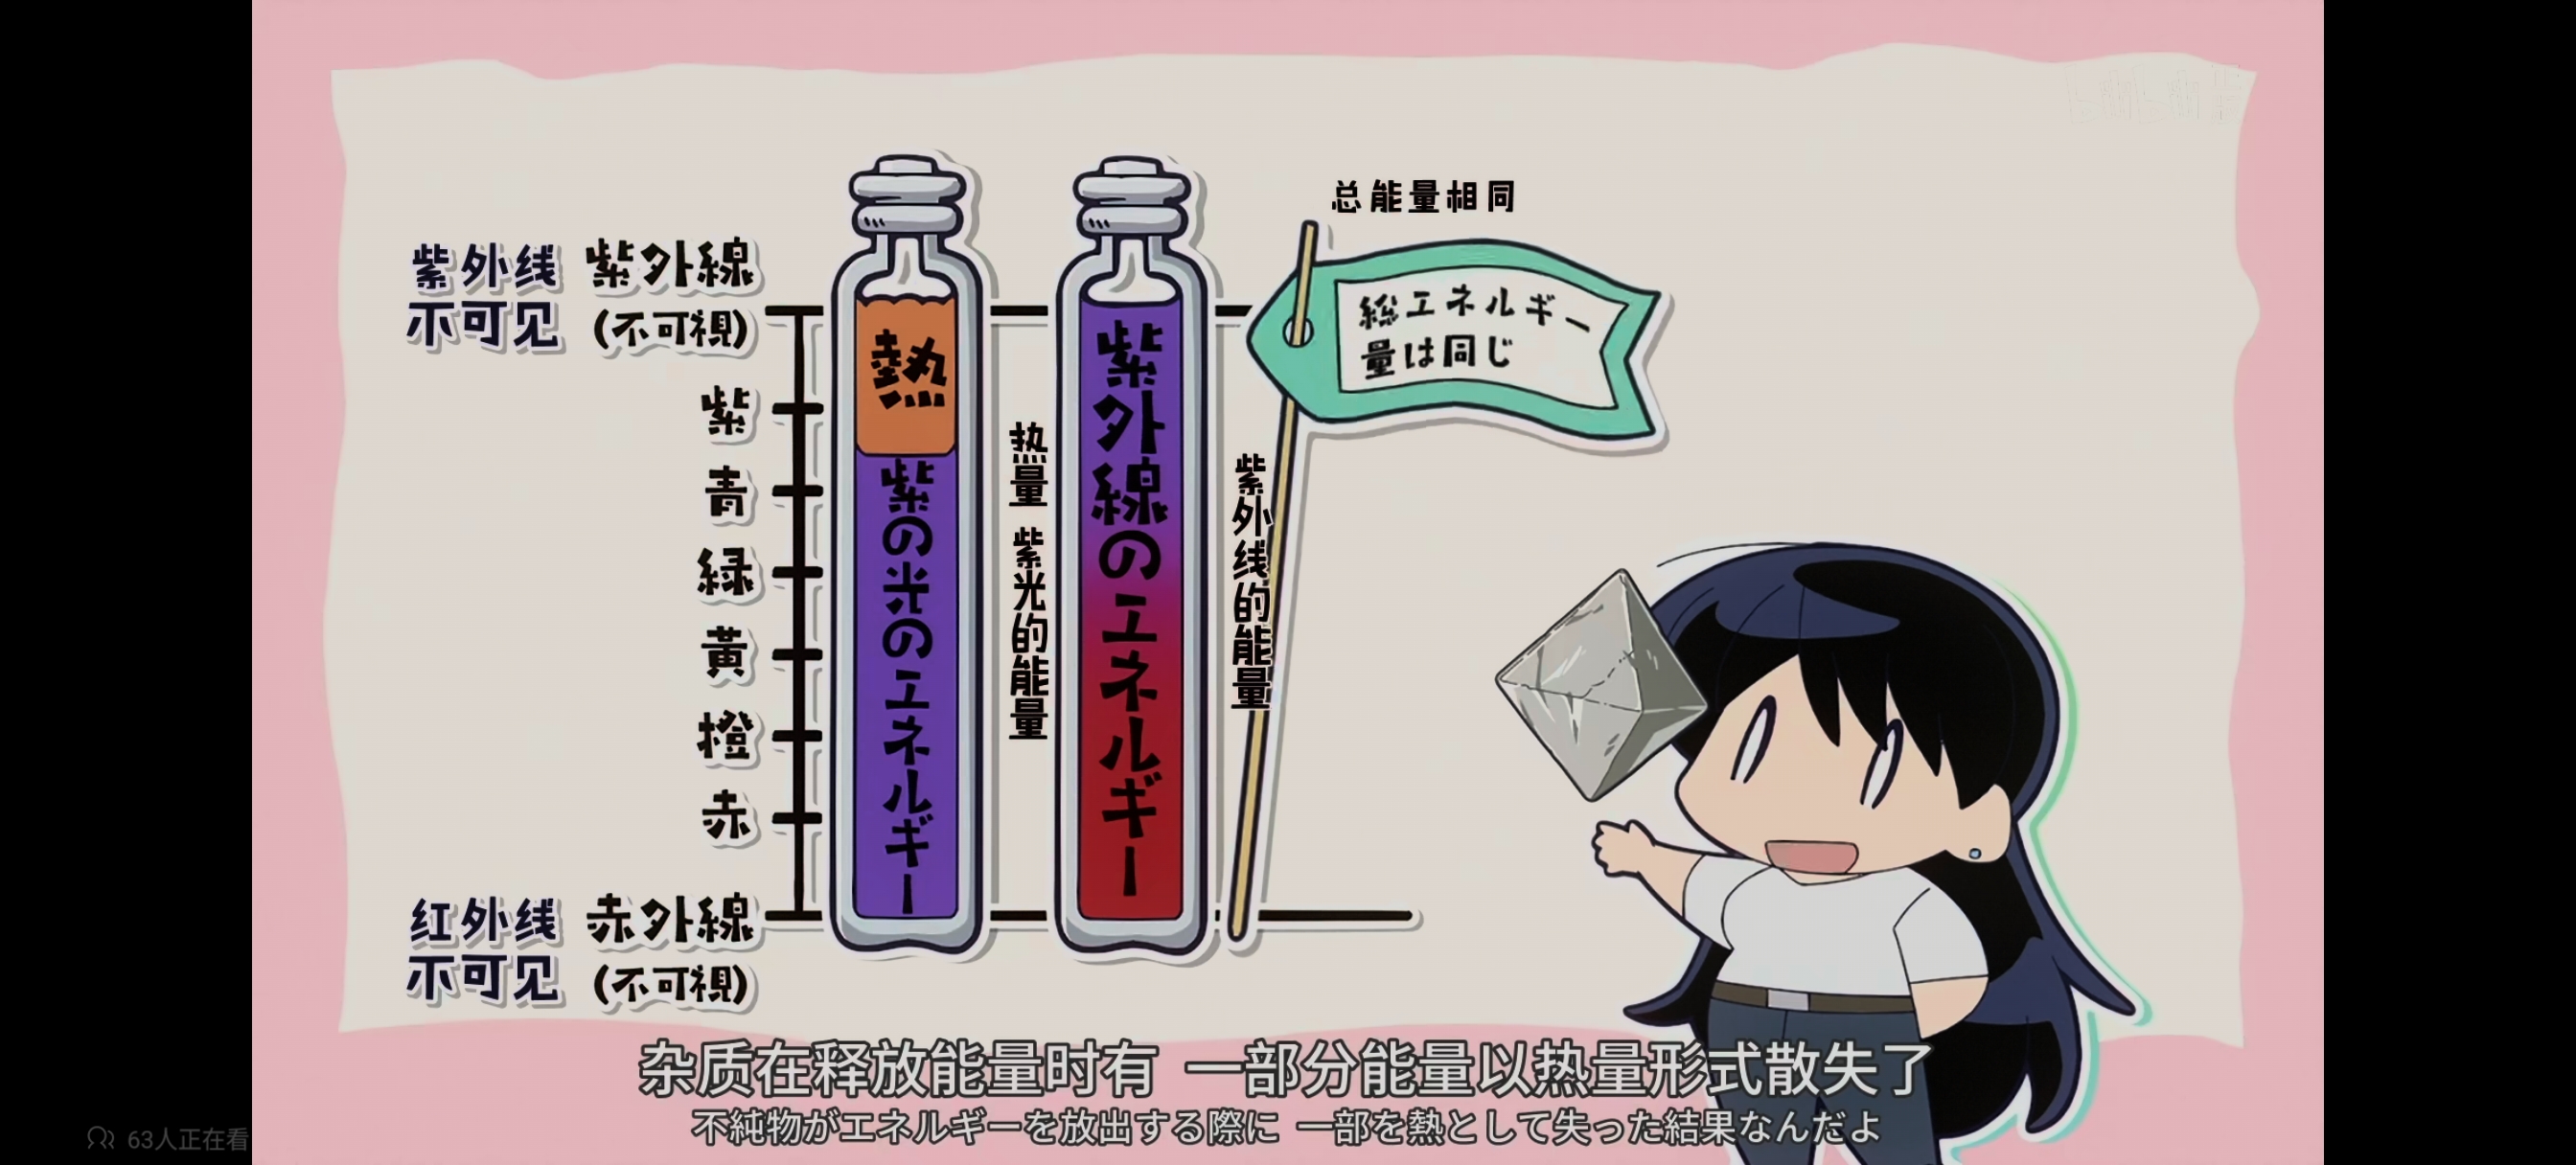 总能量相同
総エネルギー
量は同じ
紫外线 紫外線
不可见 (不可視)
紫
青
緑
黄
橙
赤
红外线 赤外線
不可见 (不可視)
熱
紫の光のエネルギー
热量 紫光的能量
紫外線のエネルギー
紫外线的能量
杂质在释放能量时有 一部分能量以热量形式散失了
不純物がエネルギーを放出する際に 一部を熱として失った結果なんだよ
63人正在看